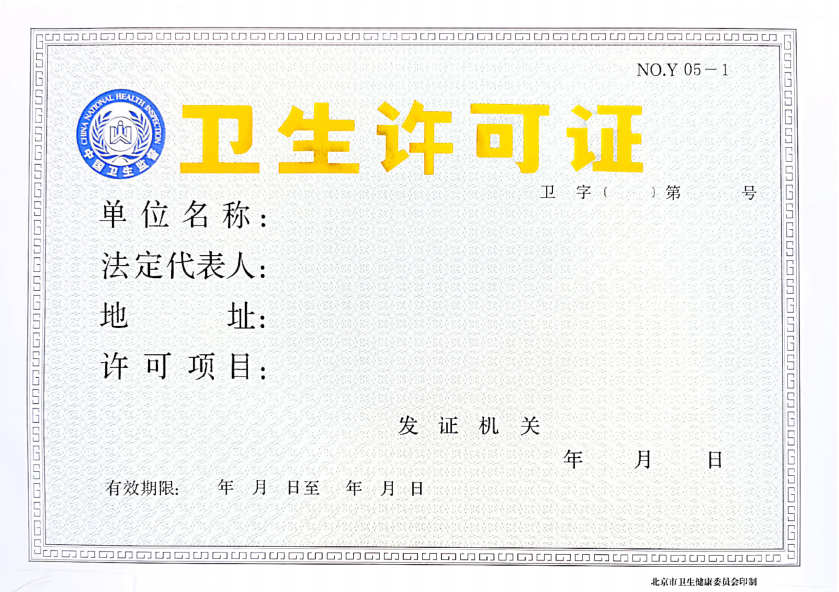 NO.Y 05－1
CHINA NATIONAL HEALTH INSPECTION
中国卫生监督
卫生许可证
卫 字（ ）第 号
单位名称：
法定代表人：
地 址：
许可项目：
发证机关
年 月 日
有效期限： 年 月 日至 年 月 日
北京市卫生健康委员会印制